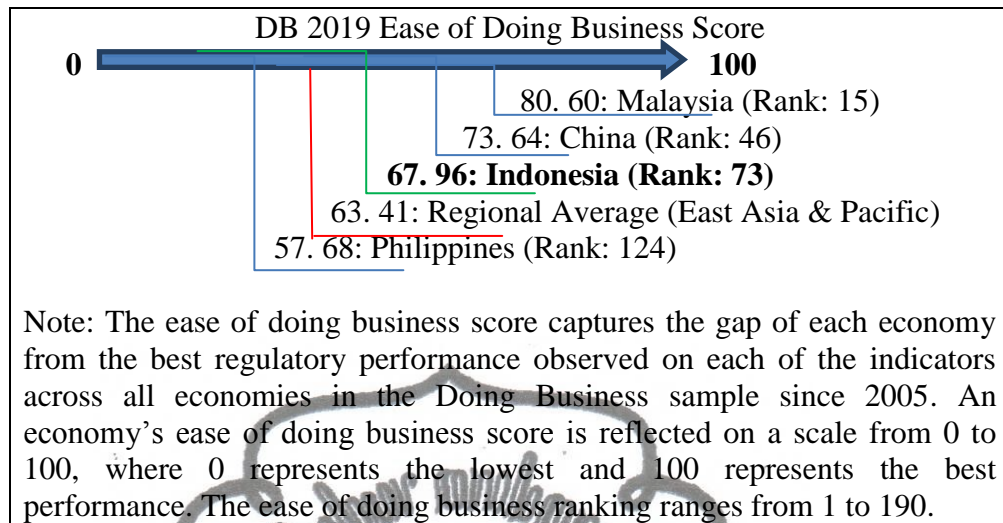 DB 2019 Ease of Doing Business Score
0 100
80. 60: Malaysia (Rank: 15)
73. 64: China (Rank: 46)
67. 96: Indonesia (Rank: 73)
63. 41: Regional Average (East Asia & Pacific)
57. 68: Philippines (Rank: 124)
Note: The ease of doing business score captures the gap of each economy
from the best regulatory performance observed on each of the indicators
across all economies in the Doing Business sample since 2005. An
economy’s ease of doing business score is reflected on a scale from 0 to
100, where 0 represents the lowest and 100 represents the best
performance. The ease of doing business ranking ranges from 1 to 190.